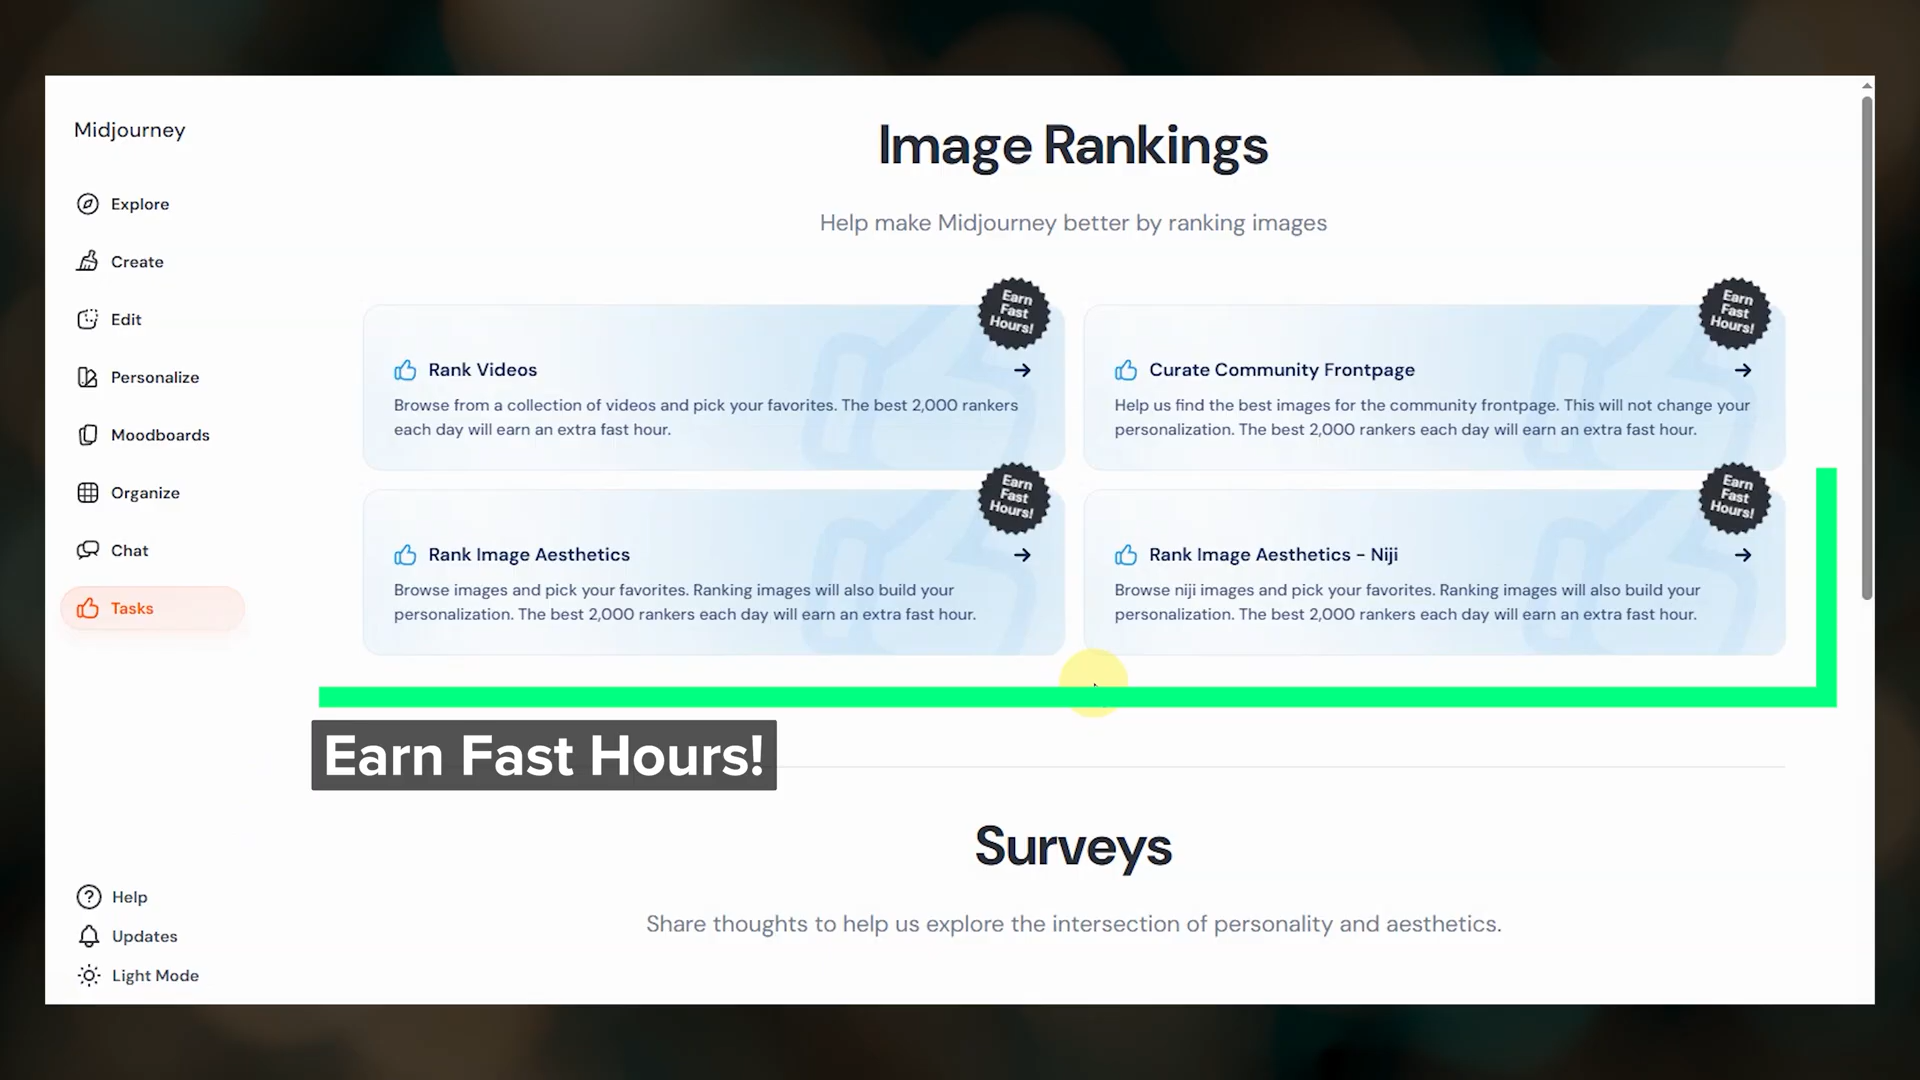 Midjourney
Explore
Create
Edit
Personalize
Moodboards
Organize
Chat
Tasks
Help
Updates
Light Mode
Image Rankings
Help make Midjourney better by ranking images
Earn
Fast
Hours!
Rank Videos
Browse from a collection of videos and pick your favorites. The best 2,000 rankers
each day will earn an extra fast hour.
Earn
Fast
Hours!
Curate Community Frontpage
Help us find the best images for the community frontpage. This will not change your
personalization. The best 2,000 rankers each day will earn an extra fast hour.
Earn
Fast
Hours!
Rank Image Aesthetics
Browse images and pick your favorites. Ranking images will also build your
personalization. The best 2,000 rankers each day will earn an extra fast hour.
Earn
Fast
Hours!
Rank Image Aesthetics - Niji
Browse niji images and pick your favorites. Ranking images will also build your
personalization. The best 2,000 rankers each day will earn an extra fast hour.
Earn Fast Hours!
Surveys
Share thoughts to help us explore the intersection of personality and aesthetics.